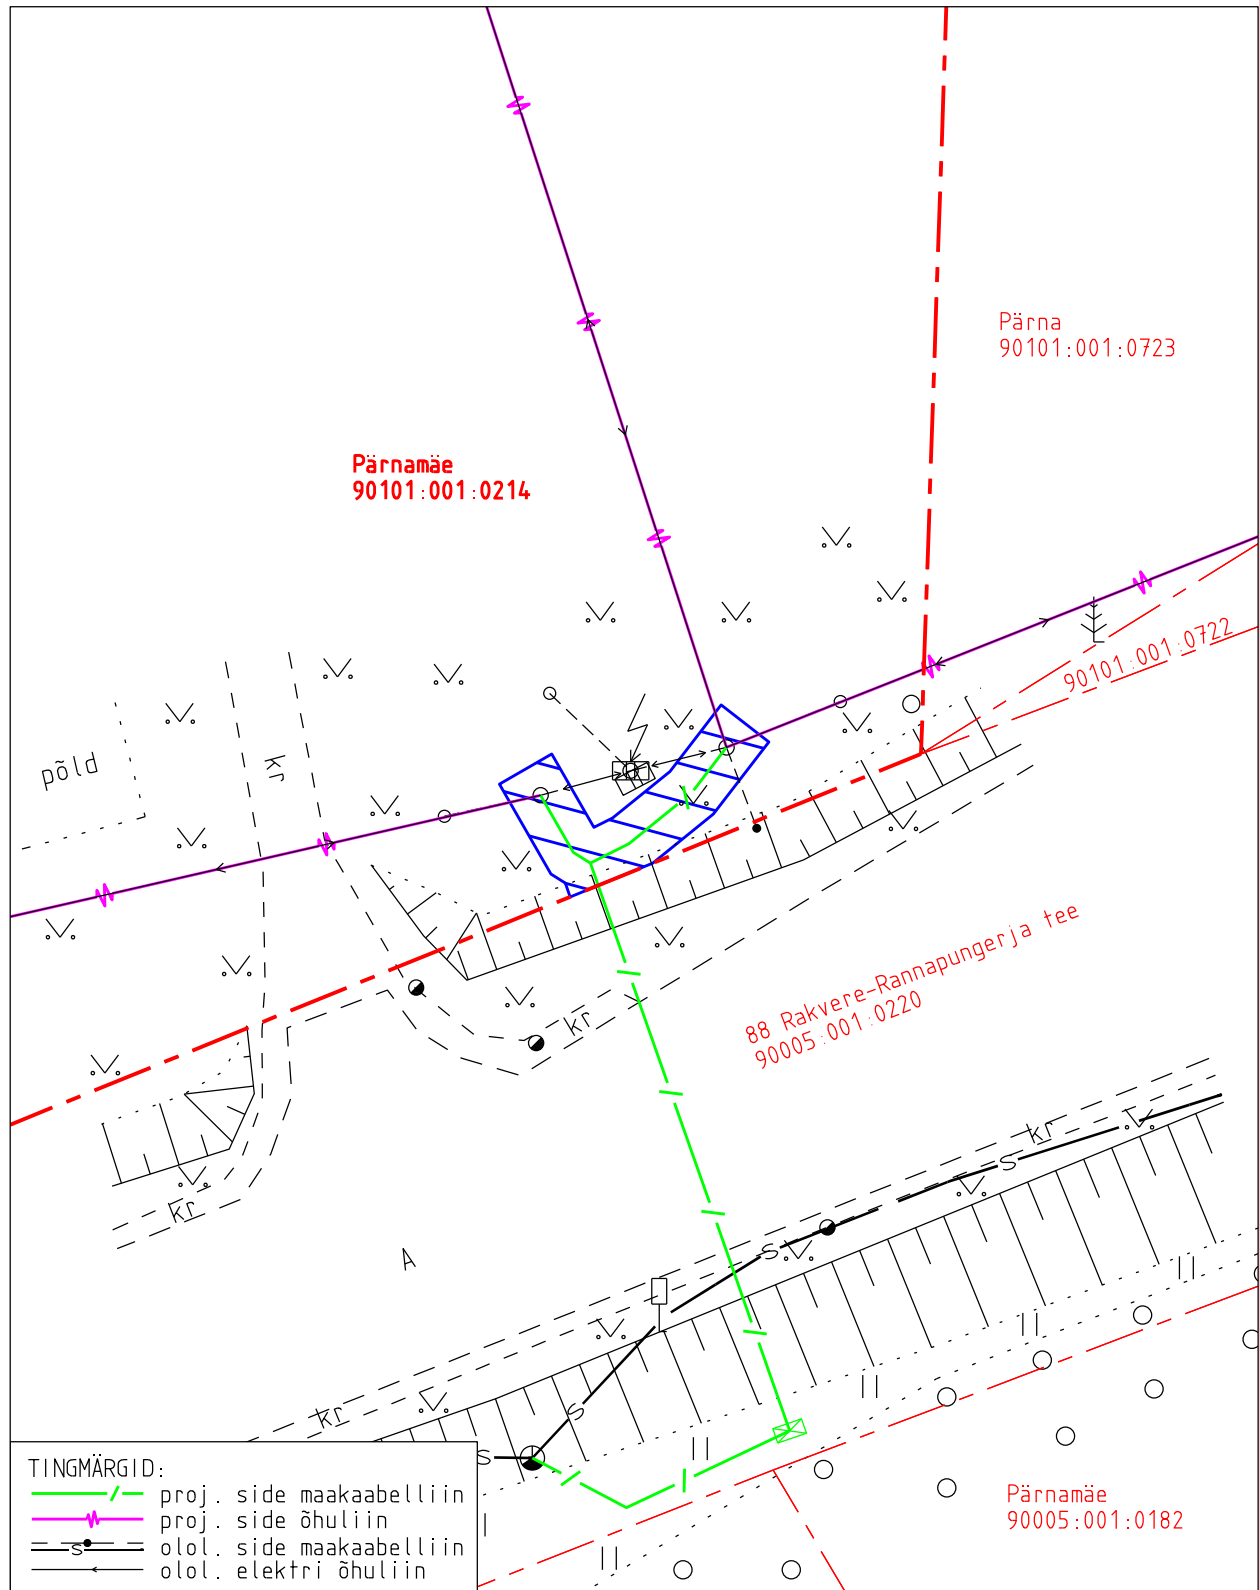 Pärna
90101:001:0723
Pärnamäe
90101:001:0214
90101:001:0722
põld
kr
88 Rakvere-Rannapungerja tee
90005:001:0220
kr
kr
S
kr
S
A
kr
S
S
Pärnamäe
90005:001:0182
TINGMÄRGID:
proj. side maakaabelliin
proj. side õhuliin
S
olol. side maakaabelliin
olol. elektri õhuliin